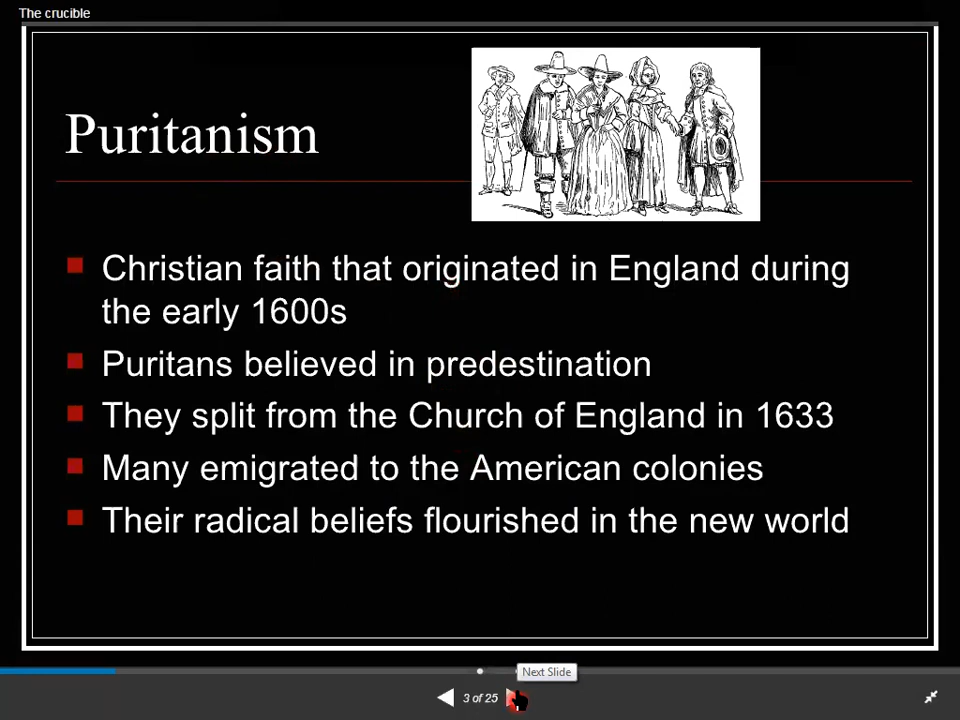 The crucible
Puritanism
Christian faith that originated in England during
the early 1600s
Puritans believed in predestination
They split from the Church of England in 1633
Many emigrated to the American colonies
Their radical beliefs flourished in the new world
Next Slide
3 of 25